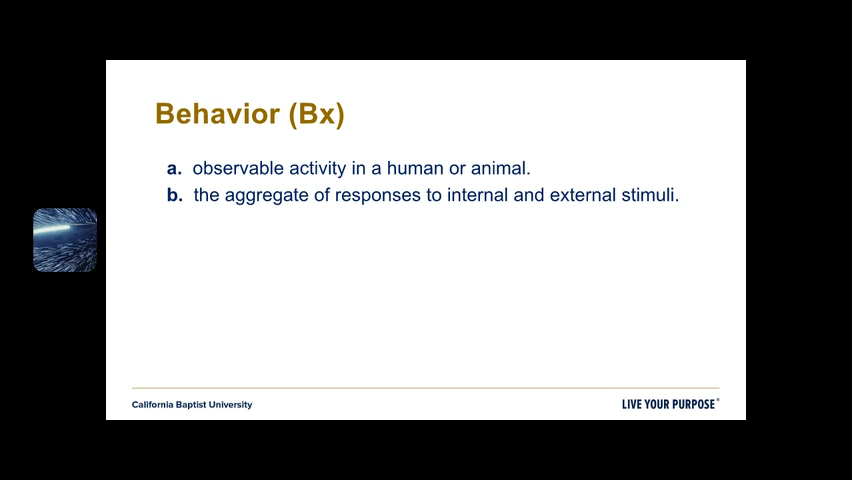 Behavior (Bx)
a. observable activity in a human or animal.
b. the aggregate of responses to internal and external stimuli.
California Baptist University
LIVE YOUR PURPOSE®